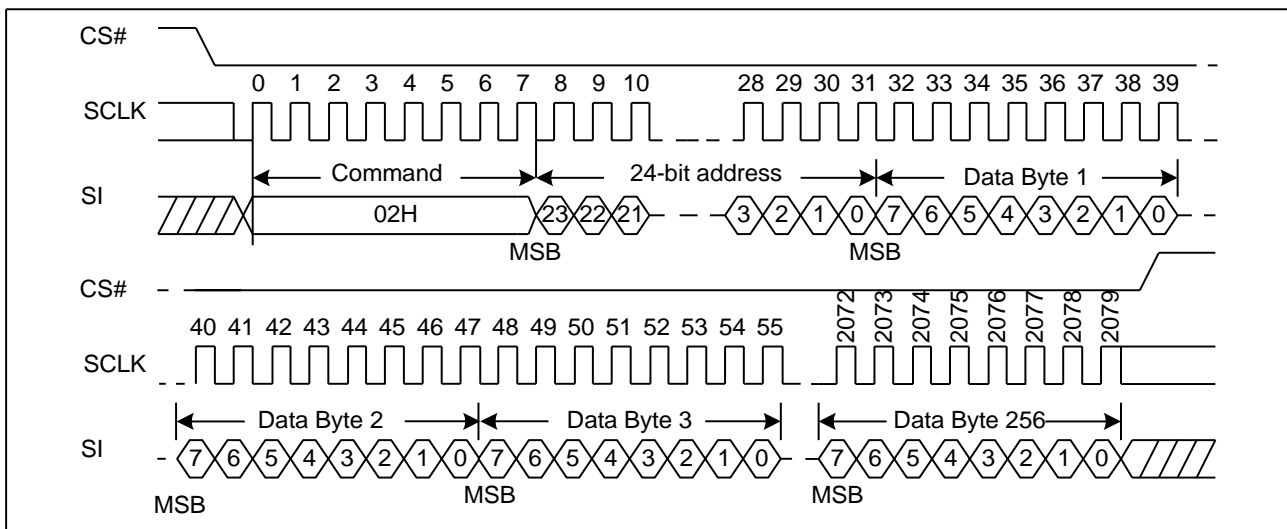 CS#
0 1 2 3 4 5 6 7 8 9 10 28 29 30 31 32 33 34 35 36 37 38 39
SCLK
Command 24-bit address Data Byte 1
SI
02H 23 22 21 3 2 1 0 7 6 5 4 3 2 1 0
MSB MSB
CS#
2072 2073 2074 2075 2076 2077 2078 2079
40 41 42 43 44 45 46 47 48 49 50 51 52 53 54 55
SCLK
Data Byte 2 Data Byte 3 Data Byte 256
SI
7 6 5 4 3 2 1 0 7 6 5 4 3 2 1 0 7 6 5 4 3 2 1 0
MSB MSB MSB